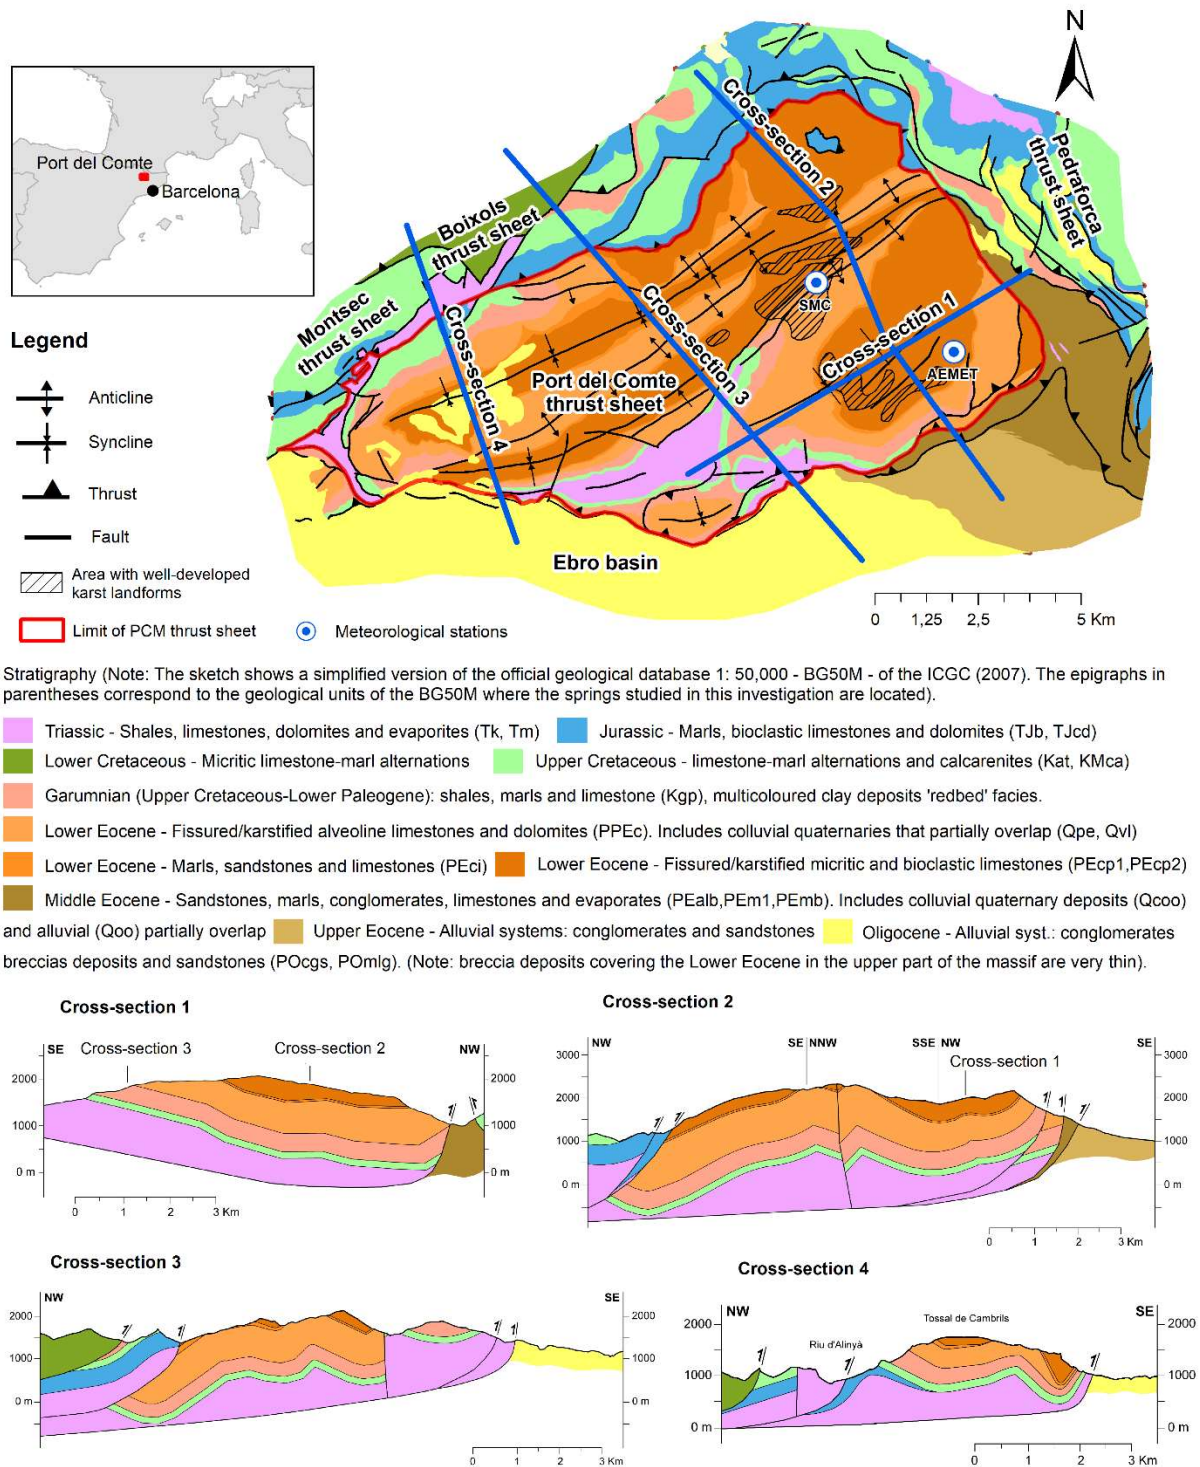 N
Port del Comte
Barcelona
Cross-section 2
Pedraforca
thrust sheet
Boixols
thrust sheet
Montsec
thrust sheet
SMC
Cross-section 1
Cross-section 3
Cross-section 4
AEMET
Port del Comte
thrust sheet
Ebro basin
0 1,25 2,5 5 Km
Legend
Anticline
Syncline
Thrust
Fault
Area with well-developed
karst landforms
Limit of PCM thrust sheet
Meteorological stations
Stratigraphy (Note: The sketch shows a simplified version of the official geological database 1: 50,000 - BG50M - of the ICGC (2007). The epigraphs in
parentheses correspond to the geological units of the BG50M where the springs studied in this investigation are located).
Triassic - Shales, limestones, dolomites and evaporites (Tk, Tm) Jurassic - Marls, bioclastic limestones and dolomites (TJb, TJcd)
Lower Cretaceous - Micritic limestone-marl alternations Upper Cretaceous - limestone-marl alternations and calcarenites (Kat, KMca)
Garumnian (Upper Cretaceous-Lower Paleogene): shales, marls and limestone (Kgp), multicoloured clay deposits 'redbed' facies.
Lower Eocene - Fissured/karstified alveoline limestones and dolomites (PPEc). Includes colluvial quaternaries that partially overlap (Qpe, Qvl)
Lower Eocene - Marls, sandstones and limestones (PEci) Lower Eocene - Fissured/karstified micritic and bioclastic limestones (PEcp1,PEcp2)
Middle Eocene - Sandstones, marls, conglomerates, limestones and evaporates (PEalb,PEm1,PEmb). Includes colluvial quaternary deposits (Qcoo)
and alluvial (Qoo) partially overlap Upper Eocene - Alluvial systems: conglomerates and sandstones Oligocene - Alluvial syst.: conglomerates
breccias deposits and sandstones (POcgs, POmlg). (Note: breccia deposits covering the Lower Eocene in the upper part of the massif are very thin).
Cross-section 1
SE Cross-section 3 Cross-section 2 NW
2000 2000
1000 1000
0 m 0 m
0 1 2 3 Km
Cross-section 2
NW SE NNW SSE NW SE
3000 Cross-section 1 3000
2000 2000
1000 1000
0 m 0 m
0 1 2 3 Km
Cross-section 3
NW SE
2000 2000
1000 1000
0 m 0 m
0 1 2 3 Km
Cross-section 4
NW SE
Tossal de Cambrils
2000 2000
Riu d'Alinyà
1000 1000
0 m 0 m
0 1 2 3 Km